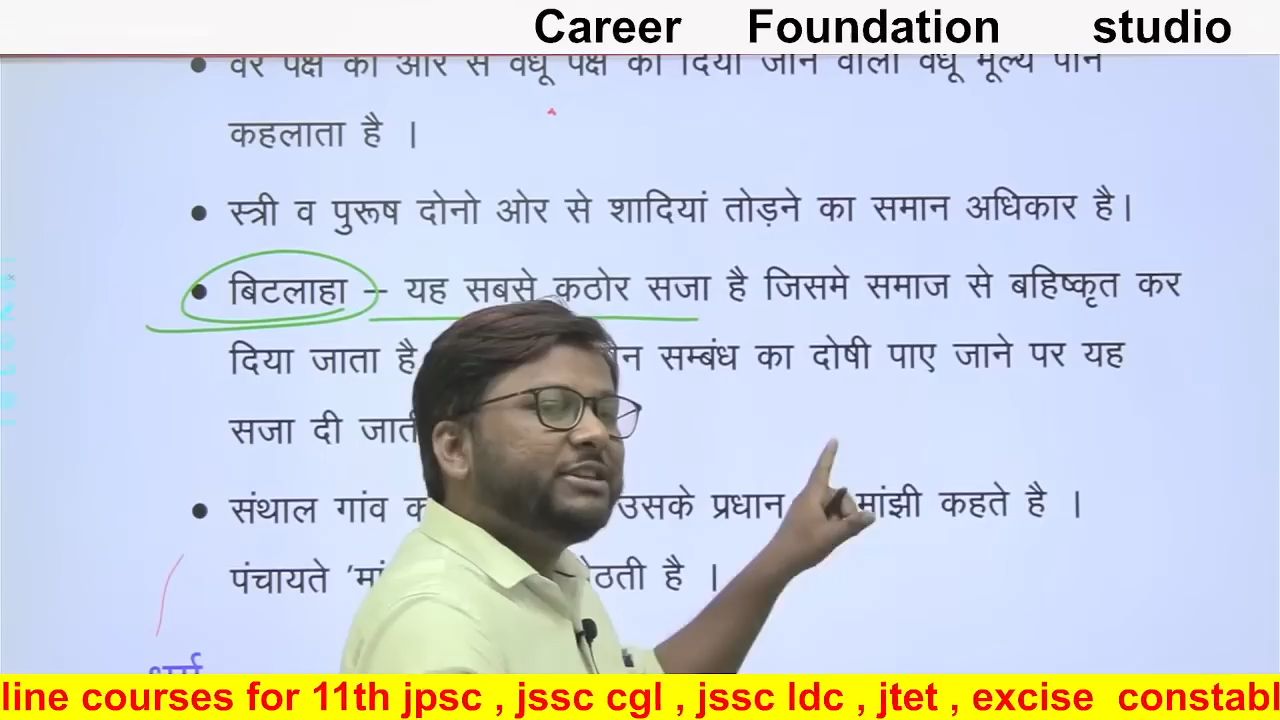 Career Foundation studio
वर पक्ष की ओर से वधू पक्ष को दिया जाने वाला वधू मूल्य पोन
कहलाता है ।
• स्त्री व पुरूष दोनो ओर से शादियां तोड़ने का समान अधिकार है।
• बिटलाहा – यह सबसे कठोर सजा है जिसमे समाज से बहिष्कृत कर
दिया जाता है सम्बंध का दोषी पाए जाने पर यह
सजा दी
• संथाल गांव उसके प्रधान मांझी कहते है ।
पंचायते है ।
धर्म
line courses for 11th jpsc , jssc cgl , jssc ldc , jtet , excise constabl